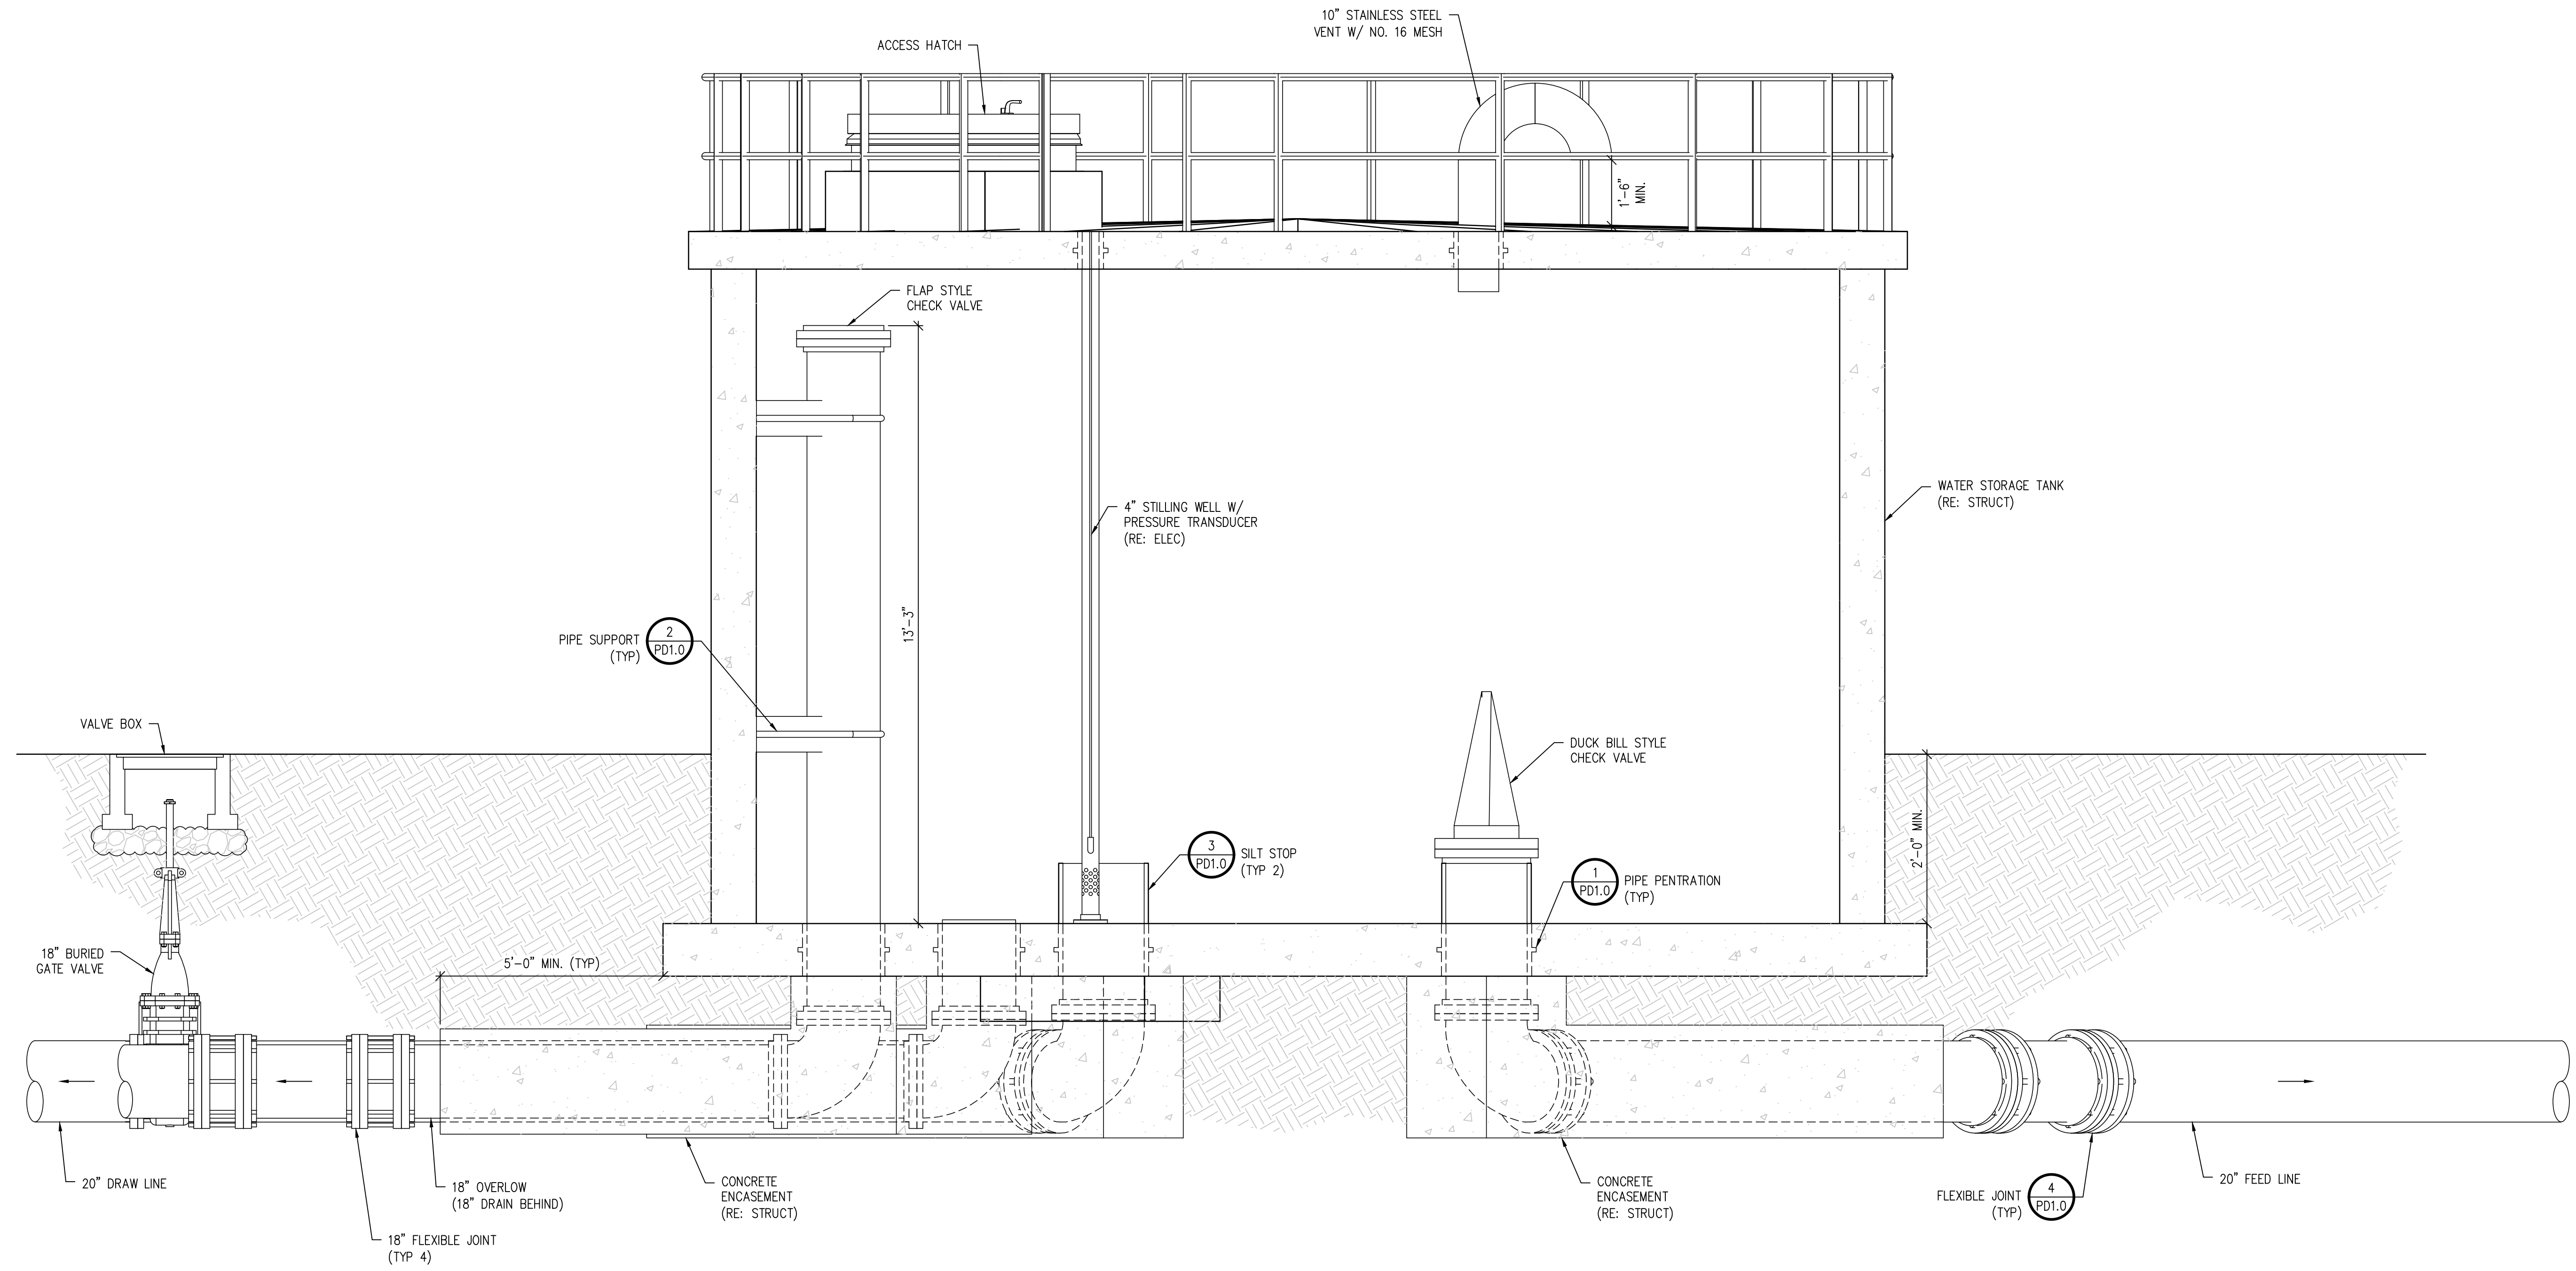 10" STAINLESS STEEL
VENT W/ NO. 16 MESH
ACCESS HATCH
1'-6"
MIN.
FLAP STYLE
CHECK VALVE
13'-3"
4" STILLING WELL W/
PRESSURE TRANSDUCER
(RE: ELEC)
WATER STORAGE TANK
(RE: STRUCT)
PIPE SUPPORT
(TYP)
2
PD1.0
VALVE BOX
DUCK BILL STYLE
CHECK VALVE
2'-0" MIN.
3
PD1.0
SILT STOP
(TYP 2)
1
PD1.0
PIPE PENTRATION
(TYP)
18" BURIED
GATE VALVE
5'-0" MIN. (TYP)
20" DRAW LINE
18" OVERLOW
(18" DRAIN BEHIND)
18" FLEXIBLE JOINT
(TYP 4)
CONCRETE
ENCASEMENT
(RE: STRUCT)
CONCRETE
ENCASEMENT
(RE: STRUCT)
FLEXIBLE JOINT
(TYP)
4
PD1.0
20" FEED LINE